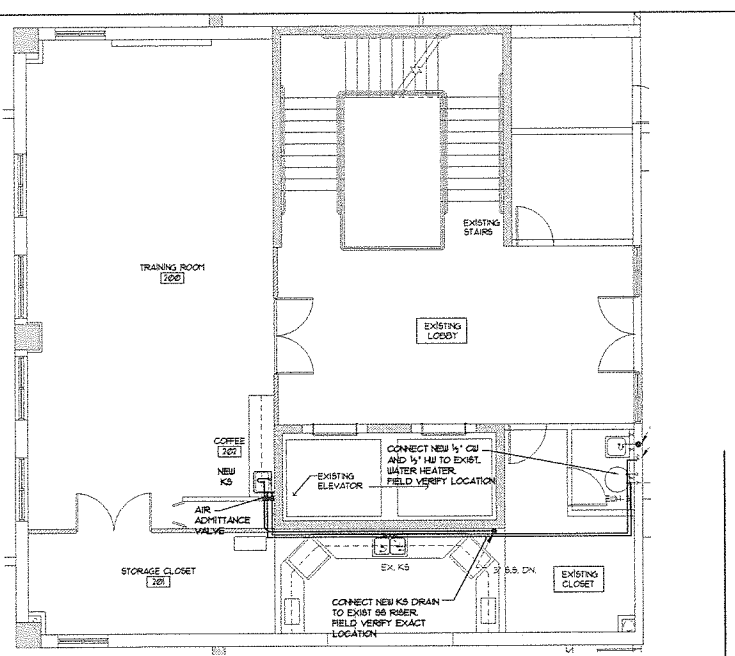 EXISTING
STAIRS
TRAINING ROOM
200
EXISTING
LOBBY
COFFEE
202
NEW
KS
CONNECT NEW ½" CW
AND ½" HW TO EXIST.
WATER HEATER.
FIELD VERIFY LOCATION
EXISTING
ELEVATOR
AIR
ADMITTANCE
VALVE
STORAGE CLOSET
201
EX. KS
3" S.S. DN.
EXISTING
CLOSET
CONNECT NEW KS DRAIN
TO EXIST SS RISER.
FIELD VERIFY EXACT
LOCATION